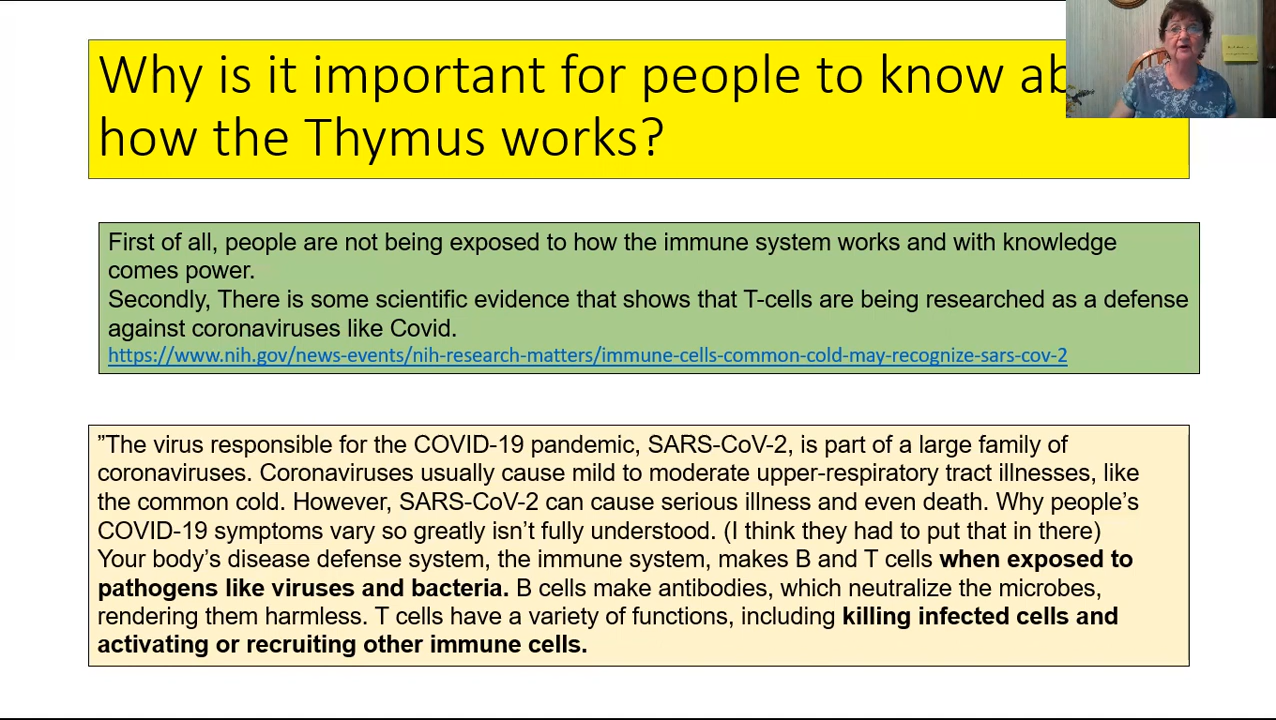 Why is it important for people to know
how the Thymus works?
First of all, people are not being exposed to how the immune system works and with knowledge
comes power.
Secondly, There is some scientific evidence that shows that T-cells are being researched as a defense
against coronaviruses like Covid.
https://www.nih.gov/news-events/nih-research-matters/immune-cells-common-cold-may-recognize-sars-cov-2
”The virus responsible for the COVID-19 pandemic, SARS-CoV-2, is part of a large family of
coronaviruses. Coronaviruses usually cause mild to moderate upper-respiratory tract illnesses, like
the common cold. However, SARS-CoV-2 can cause serious illness and even death. Why people’s
COVID-19 symptoms vary so greatly isn’t fully understood. (I think they had to put that in there)
Your body’s disease defense system, the immune system, makes B and T cells when exposed to
pathogens like viruses and bacteria. B cells make antibodies, which neutralize the microbes,
rendering them harmless. T cells have a variety of functions, including killing infected cells and
activating or recruiting other immune cells.